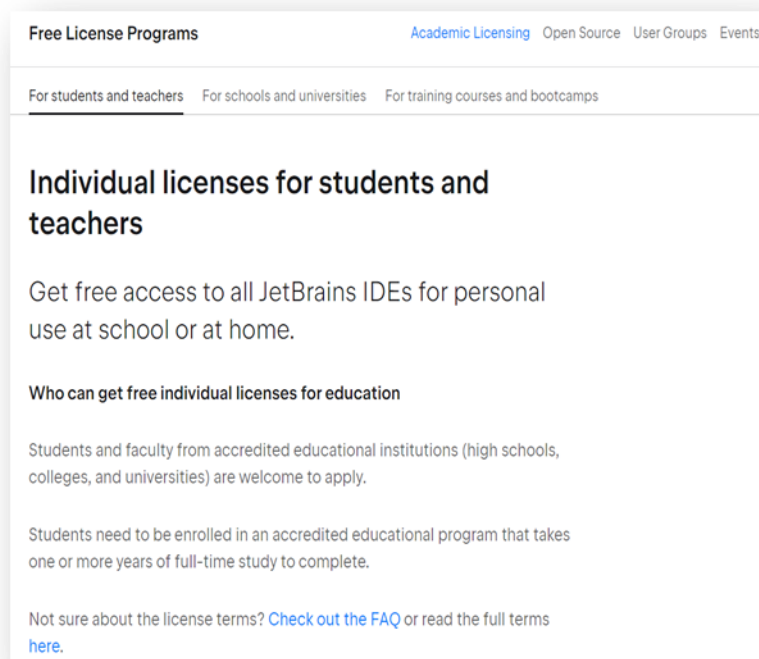 Free License Programs Academic Licensing Open Source User Groups Events
For students and teachers For schools and universities For training courses and bootcamps
Individual licenses for students and
teachers
Get free access to all JetBrains IDEs for personal
use at school or at home.
Who can get free individual licenses for education
Students and faculty from accredited educational institutions (high schools,
colleges, and universities) are welcome to apply.
Students need to be enrolled in an accredited educational program that takes
one or more years of full-time study to complete.
Not sure about the license terms? Check out the FAQ or read the full terms
here.